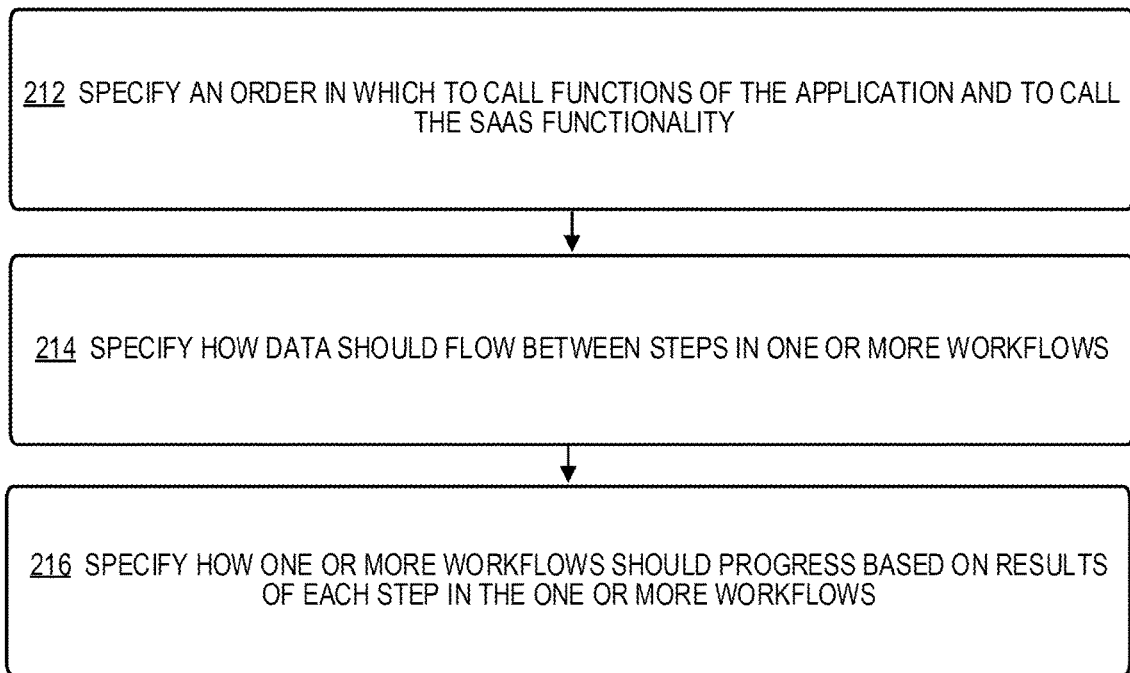 212 SPECIFY AN ORDER IN WHICH TO CALL FUNCTIONS OF THE APPLICATION AND TO CALL
THE SAAS FUNCTIONALITY
214 SPECIFY HOW DATA SHOULD FLOW BETWEEN STEPS IN ONE OR MORE WORKFLOWS
216 SPECIFY HOW ONE OR MORE WORKFLOWS SHOULD PROGRESS BASED ON RESULTS
OF EACH STEP IN THE ONE OR MORE WORKFLOWS